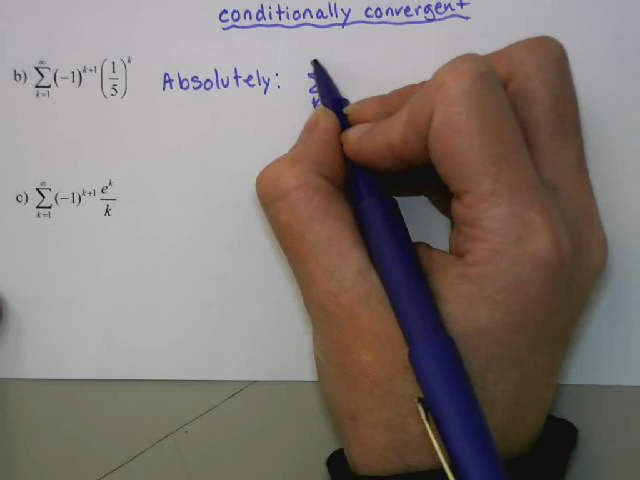 conditionally convergent
b) ∑_{k=1}^{∞} (−1)^{k+1} (1/5)^k Absolutely: ∑
c) ∑_{k=1}^{∞} (−1)^{k+1} e^k/k